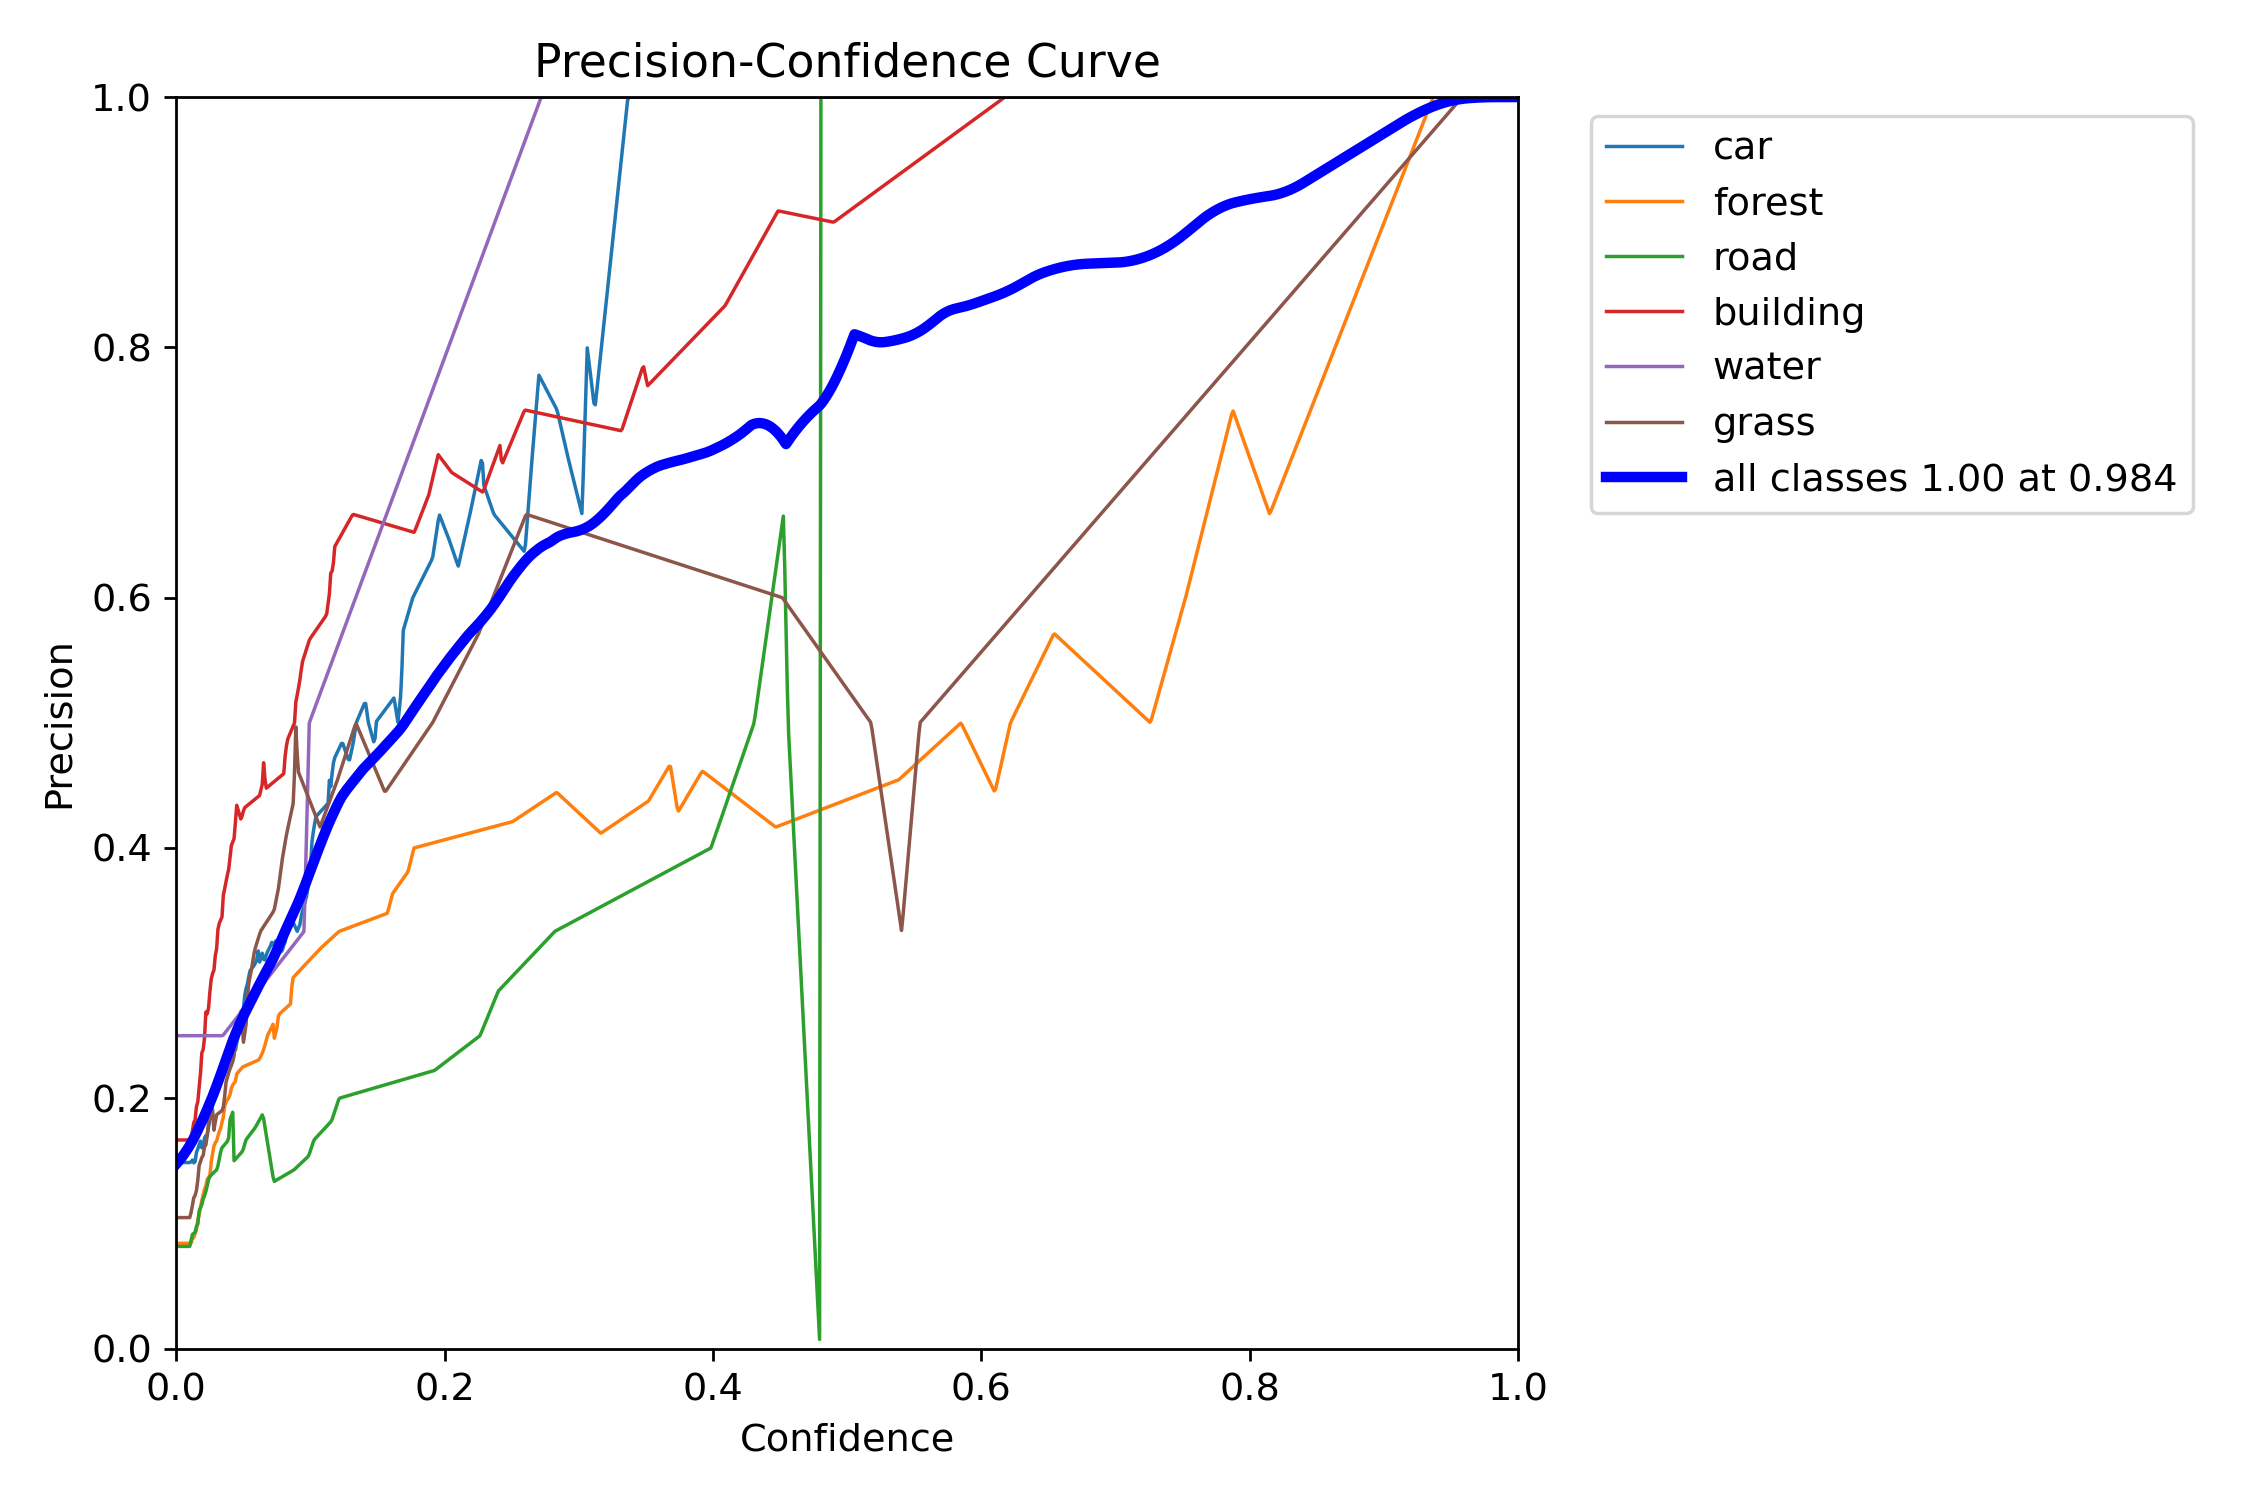 Precision-Confidence Curve
1.0
0.8
0.6
0.4
0.2
0.0
Precision
0.0 0.2 0.4 0.6 0.8 1.0
Confidence
car
forest
road
building
water
grass
all classes 1.00 at 0.984